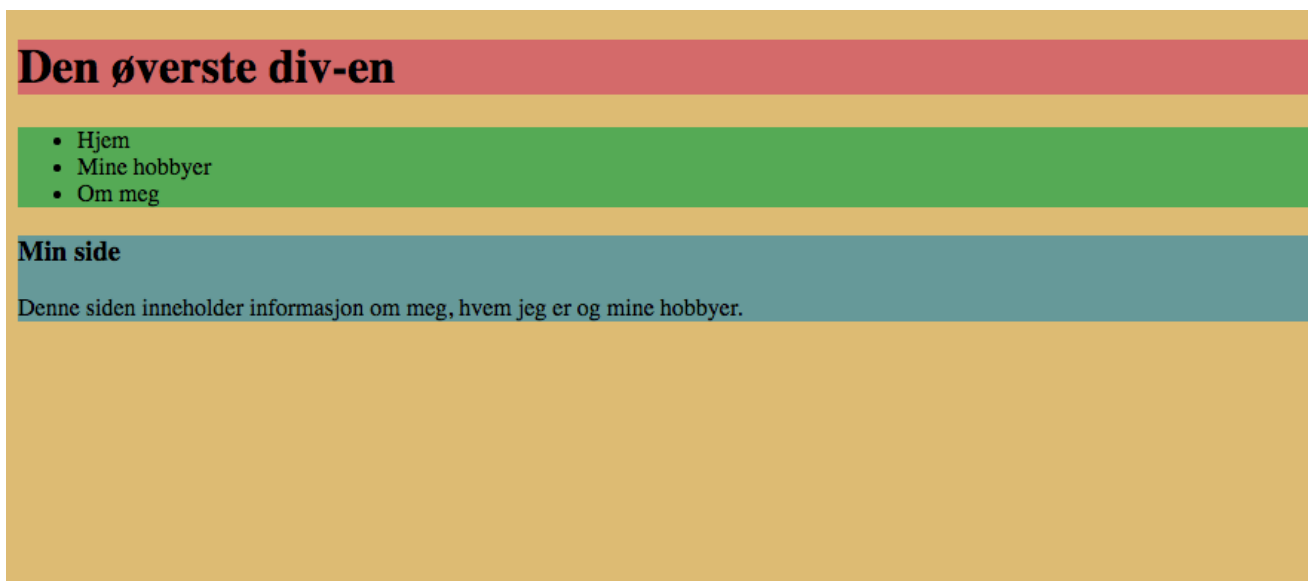 Den øverste div-en
Hjem
Mine hobbyer
Om meg
Min side
Denne siden inneholder informasjon om meg, hvem jeg er og mine hobbyer.